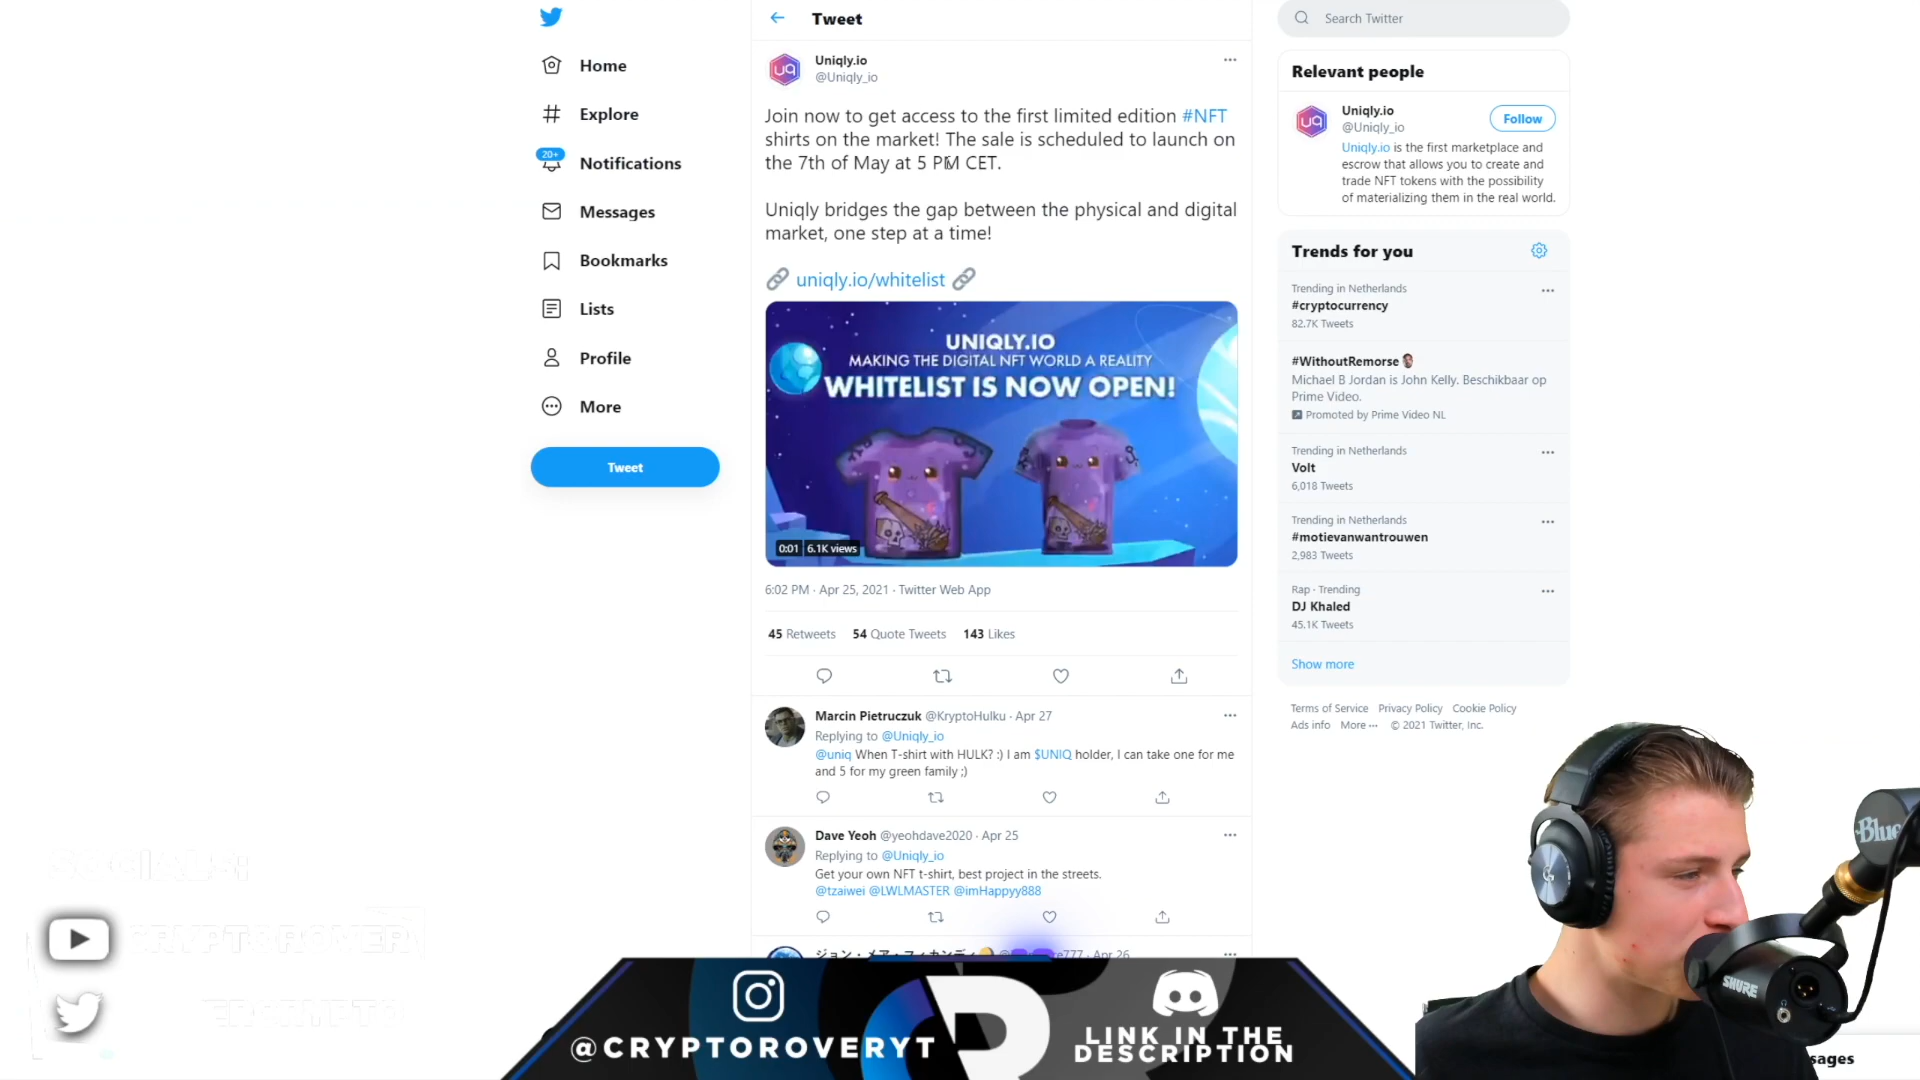 Tweet
Search Twitter
Home
Explore
20+
Notifications
Messages
Bookmarks
Lists
Profile
More
Tweet
uq
Uniqly.io
@Uniqly_io
Join now to get access to the first limited edition #NFT
shirts on the market! The sale is scheduled to launch on
the 7th of May at 5 PM CET.
Uniqly bridges the gap between the physical and digital
market, one step at a time!
uniqly.io/whitelist
UNIQLY.IO
MAKING THE DIGITAL NFT WORLD A REALITY
WHITELIST IS NOW OPEN!
0:01 6.1K views
6:02 PM · Apr 25, 2021 · Twitter Web App
45 Retweets 54 Quote Tweets 143 Likes
Marcin Pietruczuk @KryptoHulku · Apr 27
Replying to @Uniqly_io
@uniq When T-shirt with HULK? :) I am $UNIQ holder, I can take one for me
and 5 for my green family ;)
Dave Yeoh @yeohdave2020 · Apr 25
Replying to @Uniqly_io
Get your own NFT t-shirt, best project in the streets.
@tzaiwei @LWLMASTER @imHappyy888
Apr 26
Relevant people
uq
Uniqly.io
@Uniqly_io
Follow
Uniqly.io is the first marketplace and
escrow that allows you to create and
trade NFT tokens with the possibility
of materializing them in the real world.
Trends for you
Trending in Netherlands
#cryptocurrency
82.7K Tweets
#WithoutRemorse
Michael B Jordan is John Kelly. Beschikbaar op
Prime Video.
Promoted by Prime Video NL
Trending in Netherlands
Volt
6,018 Tweets
Trending in Netherlands
#motievanwantrouwen
2,983 Tweets
Rap · Trending
DJ Khaled
45.1K Tweets
Show more
Terms of Service Privacy Policy Cookie Policy
Ads info More ··· © 2021 Twitter, Inc.
@CRYPTOROVERYT
LINK IN THE
DESCRIPTION
Blue
SHURE